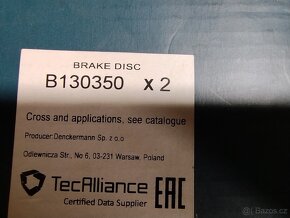 BRAKE DISC
B130350 x 2
Cross and applications, see catalogue
Producer Denckermann Sp. z o.o
Odlewnicza Str., No 6, 03-231 Warsaw, Poland
TecAlliance
Certified Data Supplier
EAC
Bazoš.cz